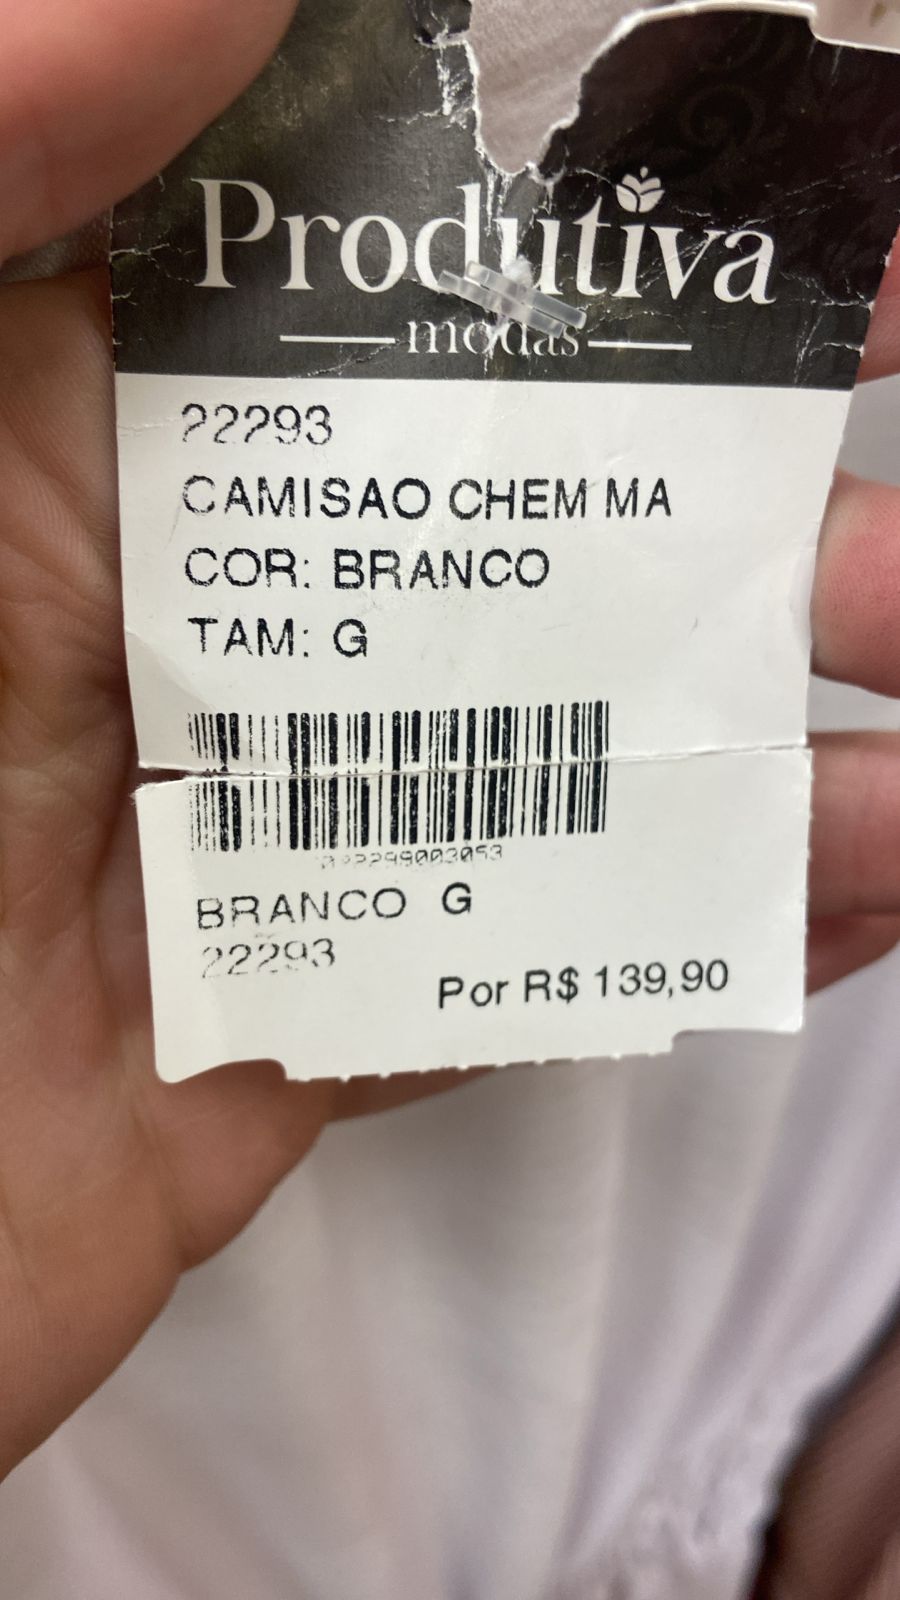 Produtiva
modas
22293
CAMISAO CHEM MA
COR: BRANCO
TAM: G
BRANCO G
22293
Por R$ 139,90